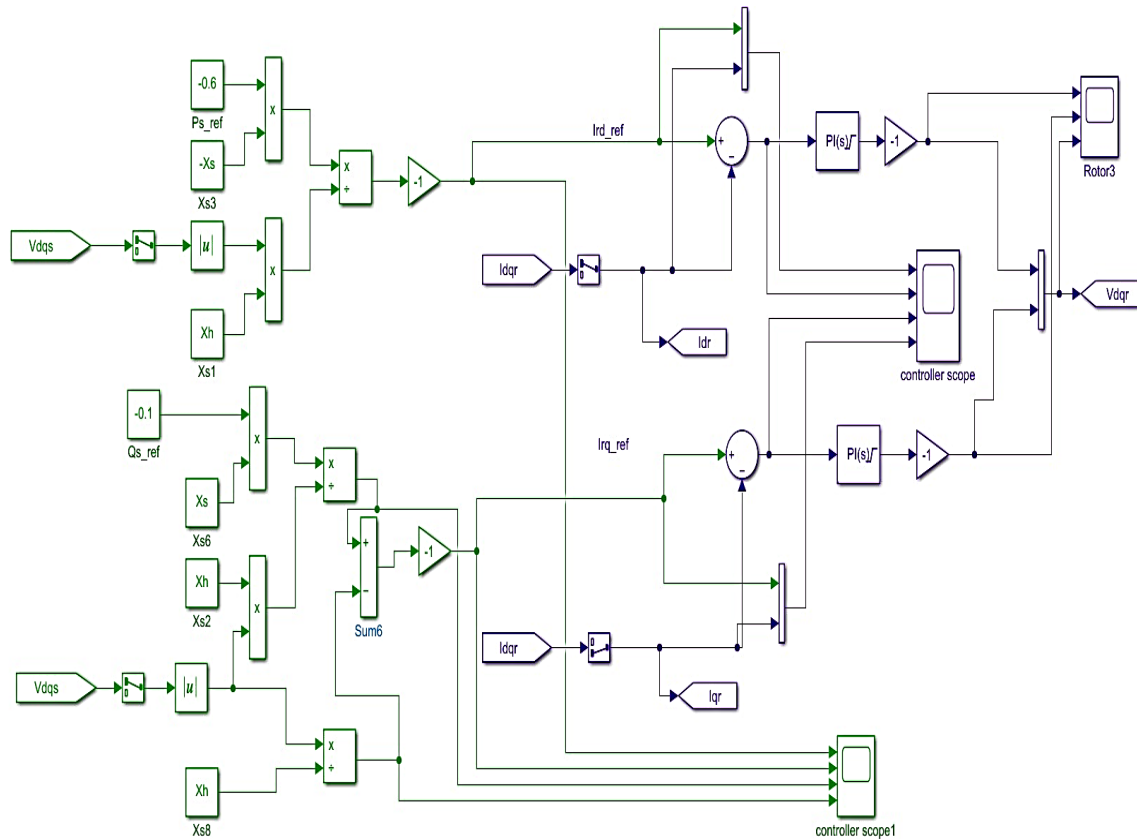 -0.6
Ps_ref
x
-Xs
Xs3
x
÷
-1
Vdqs
|u|
x
Xh
Xs1
Ird_ref
+
−
PI(s)
-1
Rotor3
Idqr
Idr
Vdqr
controller scope
-0.1
Qs_ref
x
Xs
Xs6
x
÷
Xh
Xs2
x
+
−
Sum6
-1
Irq_ref
+
−
PI(s)
-1
Idqr
Iqr
Vdqs
|u|
x
÷
Xh
Xs8
controller scope1